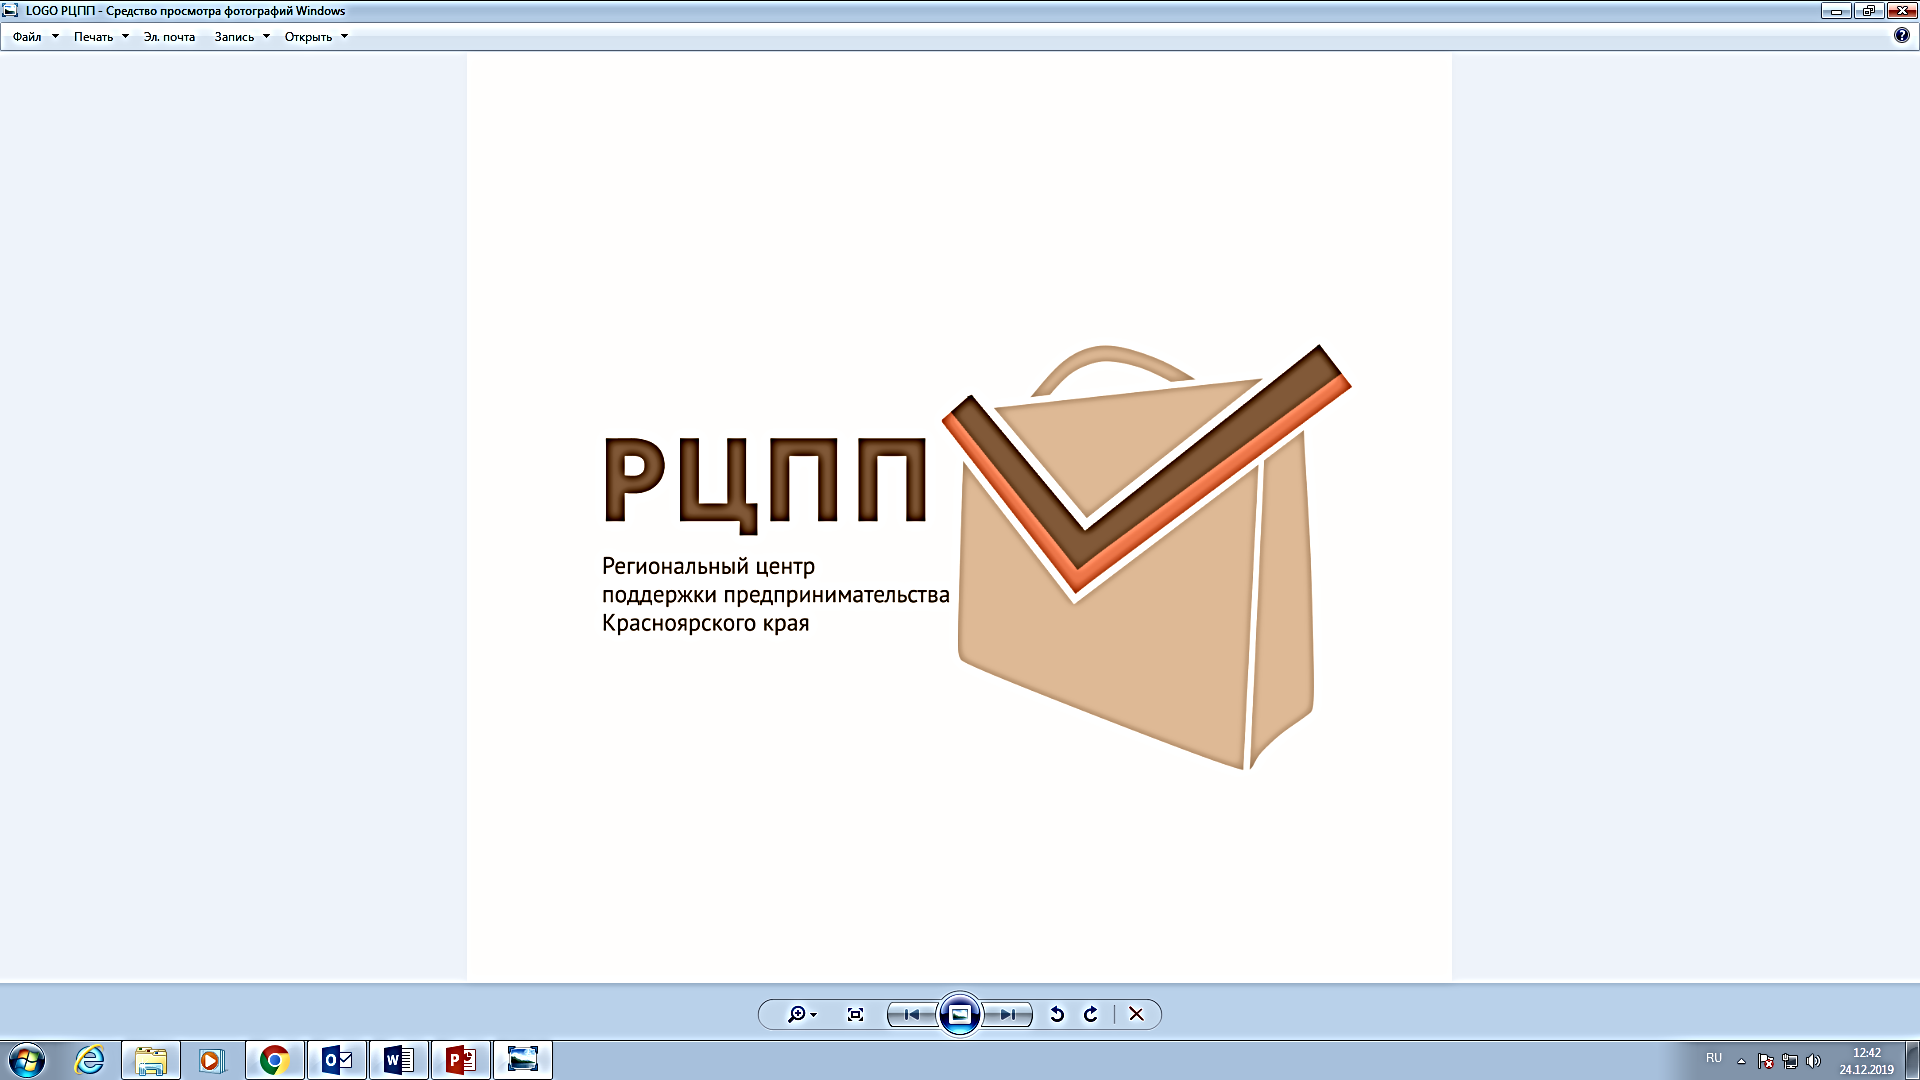 LOGO РЦПП - Средство просмотра фотографий Windows
Файл Печать Эл. почта Запись Открыть
РЦПП
Региональный центр
поддержки предпринимательства
Красноярского края
RU
12:42
24.12.2019